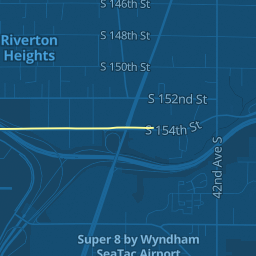 S 146th St
Riverton
Heights
S 148th St
S 150th St
S 152nd St
S 154th St
42nd Ave S
Super 8 by Wyndham
SeaTac Airport